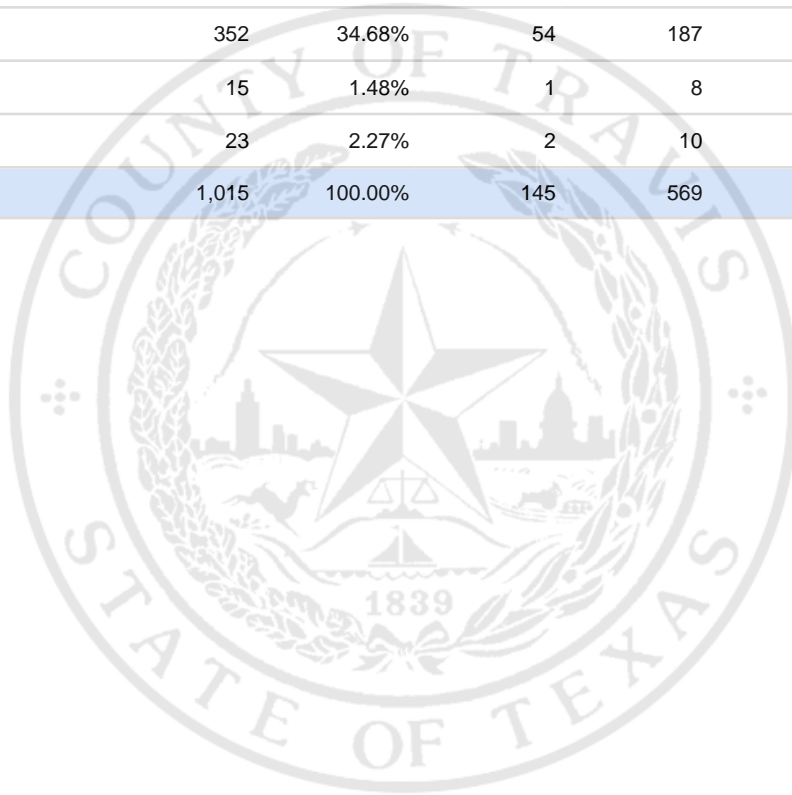 352 34.68% 54 187
15 1.48% 1 8
23 2.27% 2 10
1,015 100.00% 145 569
COUNTY OF TRAVIS
1839
STATE OF TEXAS